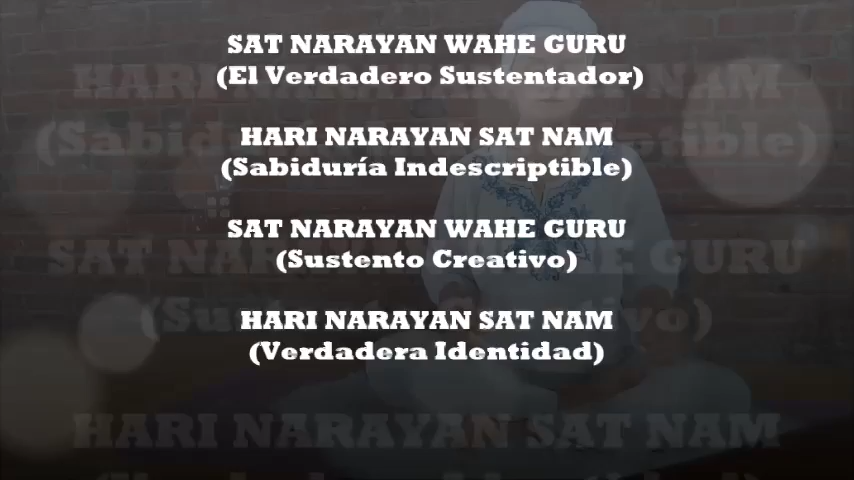 SAT NARAYAN WAHE GURU
(El Verdadero Sustentador)
HARI NARAYAN SAT NAM
(Sabiduría Indescriptible)
SAT NARAYAN WAHE GURU
(Sustento Creativo)
HARI NARAYAN SAT NAM
(Verdadera Identidad)